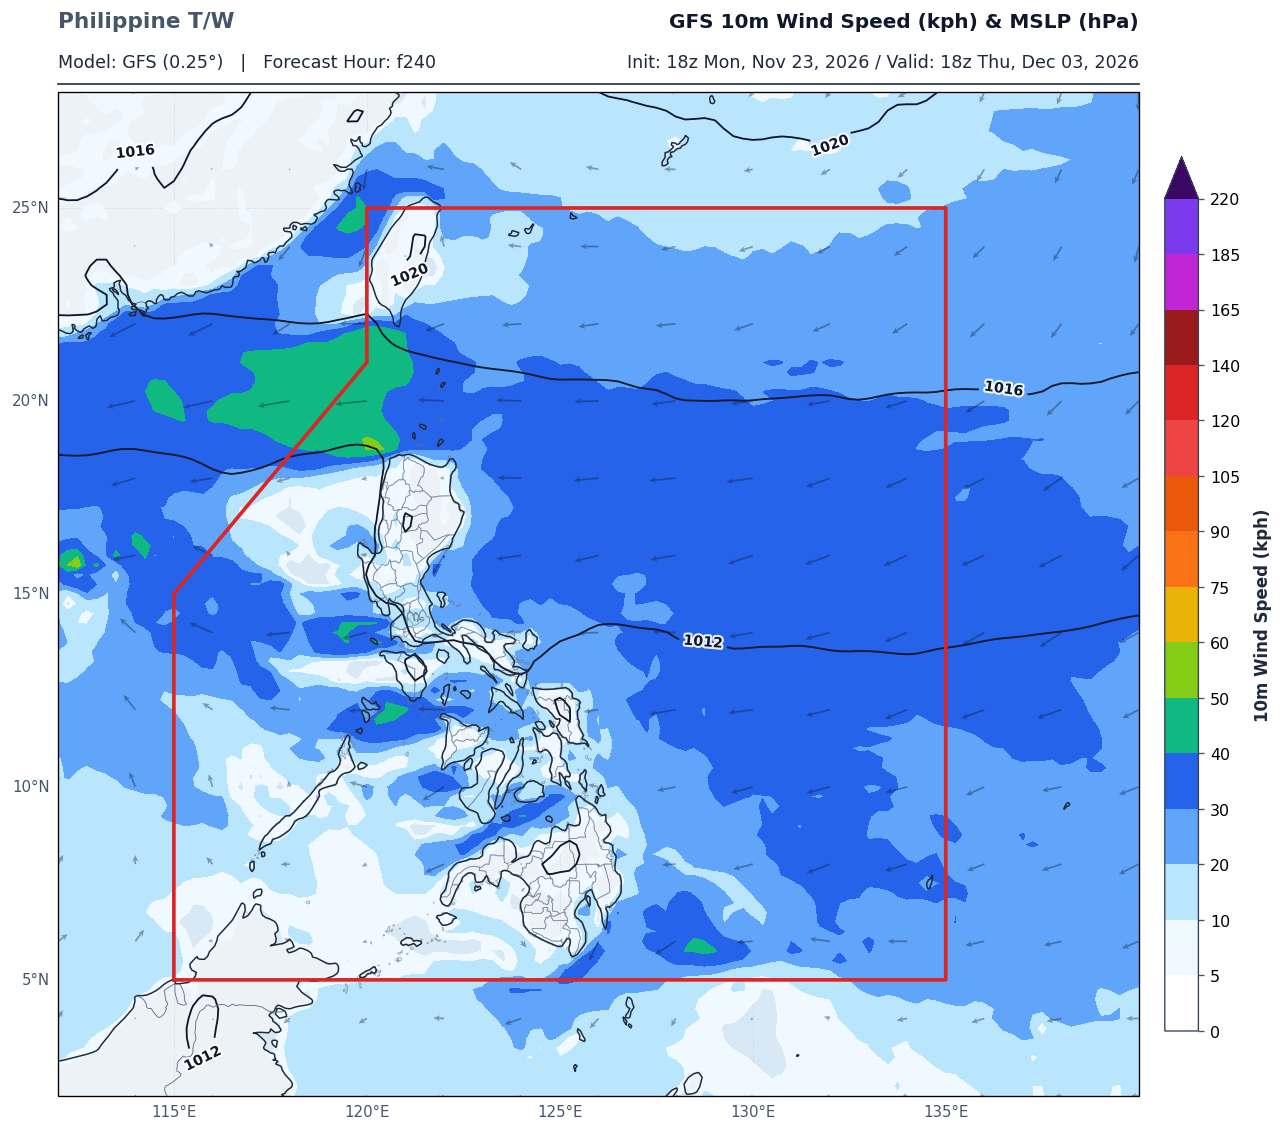 Philippine T/W
GFS 10m Wind Speed (kph) & MSLP (hPa)
Model: GFS (0.25°) | Forecast Hour: f240
Init: 18z Mon, Nov 23, 2026 / Valid: 18z Thu, Dec 03, 2026
1016
1020
1020
1016
1012
1012
25°N
20°N
15°N
10°N
5°N
115°E
120°E
125°E
130°E
135°E
220
185
165
140
120
105
90
75
60
50
40
30
20
10
5
0
10m Wind Speed (kph)